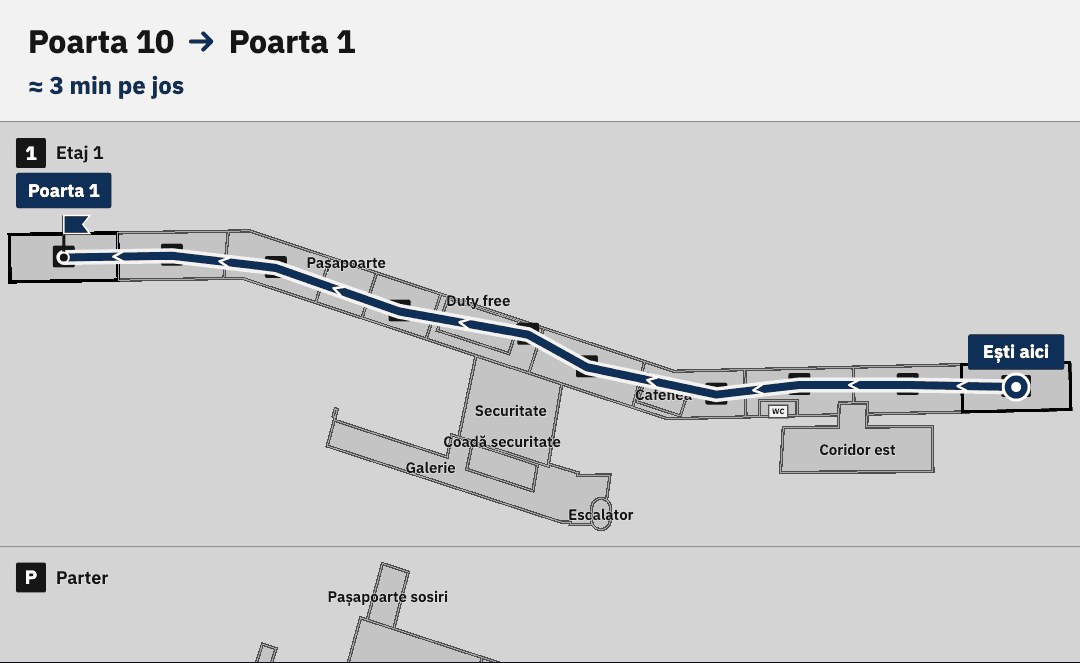 Poarta 10 → Poarta 1
≈ 3 min pe jos
1 Etaj 1
Poarta 1
Pașapoarte
Duty free
Ești aici
Cafenea
WC
Securitate
Coadă securitate
Coridor est
Galerie
Escalator
P Parter
Pașapoarte sosiri